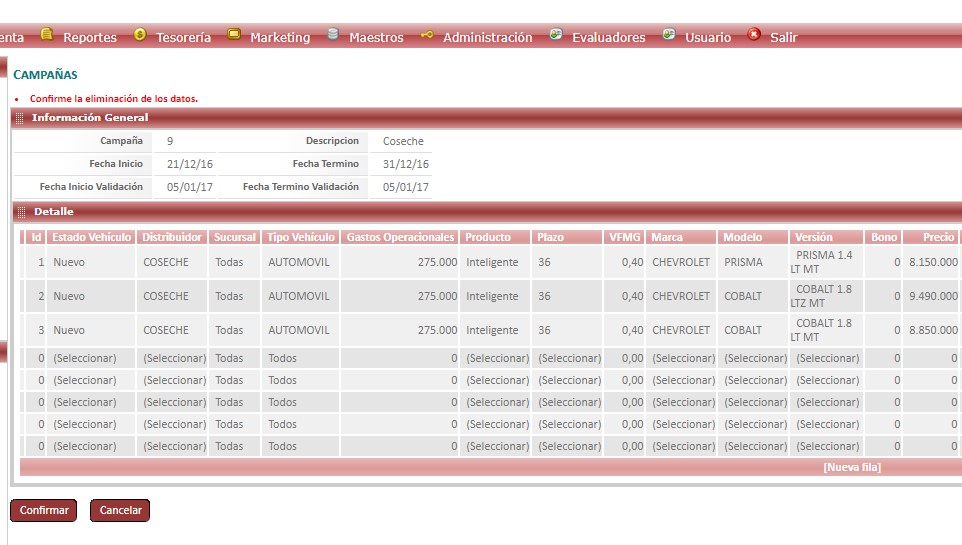 enta Reportes Tesorería Marketing Maestros Administración Evaluadores Usuario Salir
CAMPAÑAS
Confirme la eliminación de los datos.
Información General
Campaña 9 Descripcion Coseche
Fecha Inicio 21/12/16 Fecha Termino 31/12/16
Fecha Inicio Validación 05/01/17 Fecha Termino Validación 05/01/17
Detalle
Id Estado Vehículo Distribuidor Sucursal Tipo Vehículo Gastos Operacionales Producto Plazo VFMG Marca Modelo Versión Bono Precio
1 Nuevo COSECHE Todas AUTOMOVIL 275.000 Inteligente 36 0,40 CHEVROLET PRISMA PRISMA 1.4 LT MT 0 8.150.000
2 Nuevo COSECHE Todas AUTOMOVIL 275.000 Inteligente 36 0,40 CHEVROLET COBALT COBALT 1.8 LTZ MT 0 9.490.000
3 Nuevo COSECHE Todas AUTOMOVIL 275.000 Inteligente 36 0,40 CHEVROLET COBALT COBALT 1.8 LT MT 0 8.850.000
0 (Seleccionar) (Seleccionar) Todas Todos 0 (Seleccionar) (Seleccionar) 0,00 (Seleccionar) (Seleccionar) (Seleccionar) 0 0
0 (Seleccionar) (Seleccionar) Todas Todos 0 (Seleccionar) (Seleccionar) 0,00 (Seleccionar) (Seleccionar) (Seleccionar) 0 0
0 (Seleccionar) (Seleccionar) Todas Todos 0 (Seleccionar) (Seleccionar) 0,00 (Seleccionar) (Seleccionar) (Seleccionar) 0 0
0 (Seleccionar) (Seleccionar) Todas Todos 0 (Seleccionar) (Seleccionar) 0,00 (Seleccionar) (Seleccionar) (Seleccionar) 0 0
0 (Seleccionar) (Seleccionar) Todas Todos 0 (Seleccionar) (Seleccionar) 0,00 (Seleccionar) (Seleccionar) (Seleccionar) 0 0
[Nueva fila]
Confirmar Cancelar